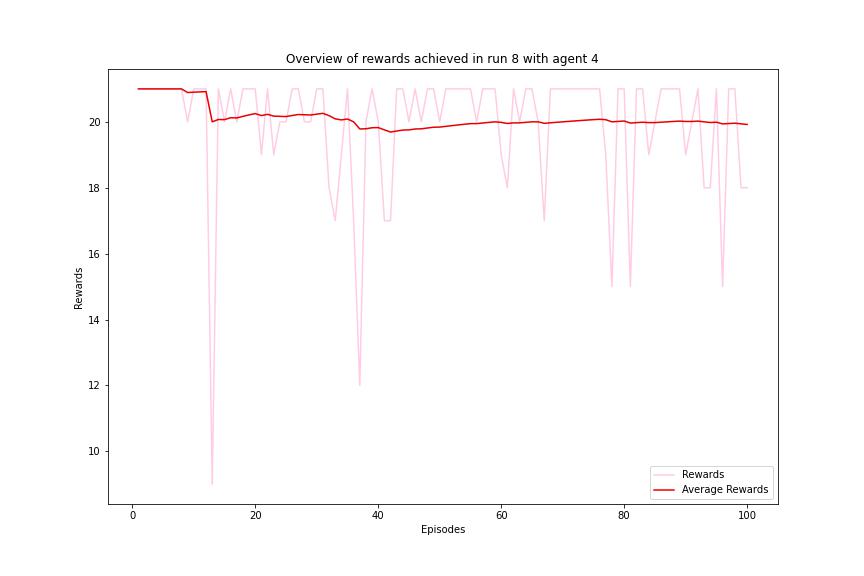 Overview of rewards achieved in run 8 with agent 4
Rewards
20
18
16
14
12
10
0 20 40 60 80 100
Episodes
Rewards
Average Rewards